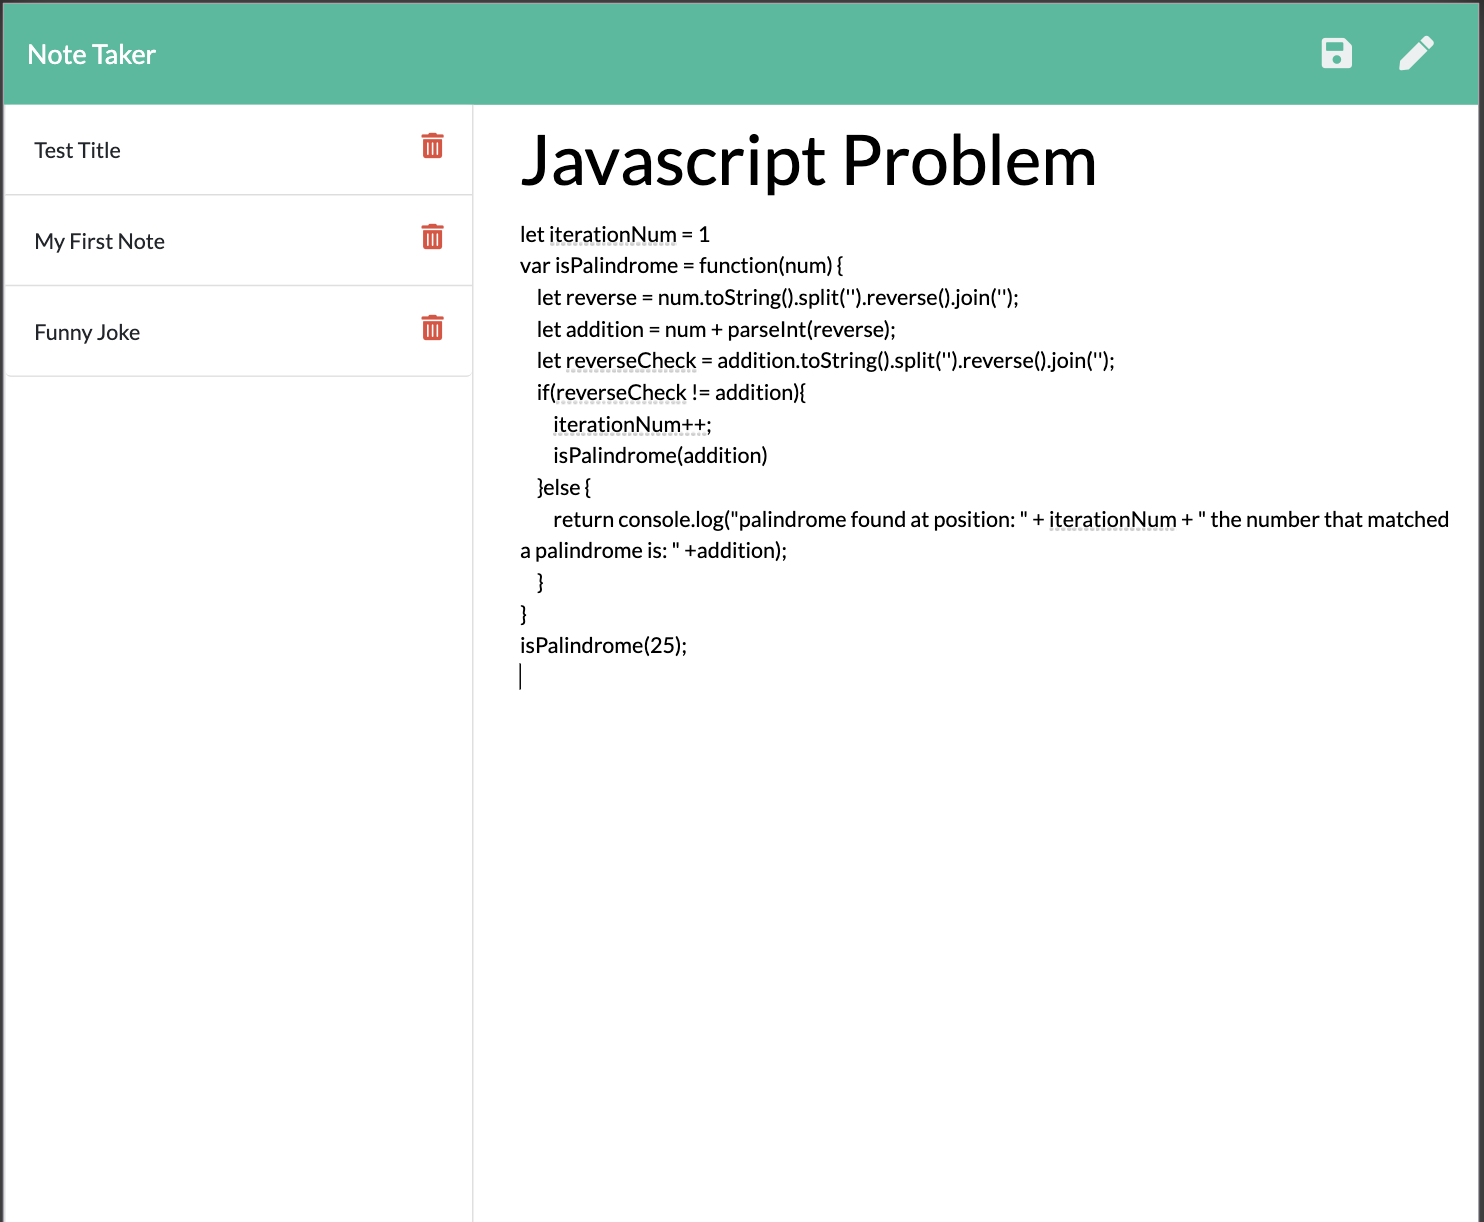 Note Taker
Test Title
My First Note
Funny Joke
Javascript Problem
let iterationNum = 1
var isPalindrome = function(num) {
    let reverse = num.toString().split('').reverse().join('');
    let addition = num + parseInt(reverse);
    let reverseCheck = addition.toString().split('').reverse().join('');
    if(reverseCheck != addition){
        iterationNum++;
        isPalindrome(addition)
    }else {
        return console.log("palindrome found at position: " + iterationNum + " the number that matched
a palindrome is: " +addition);
    }
}
isPalindrome(25);